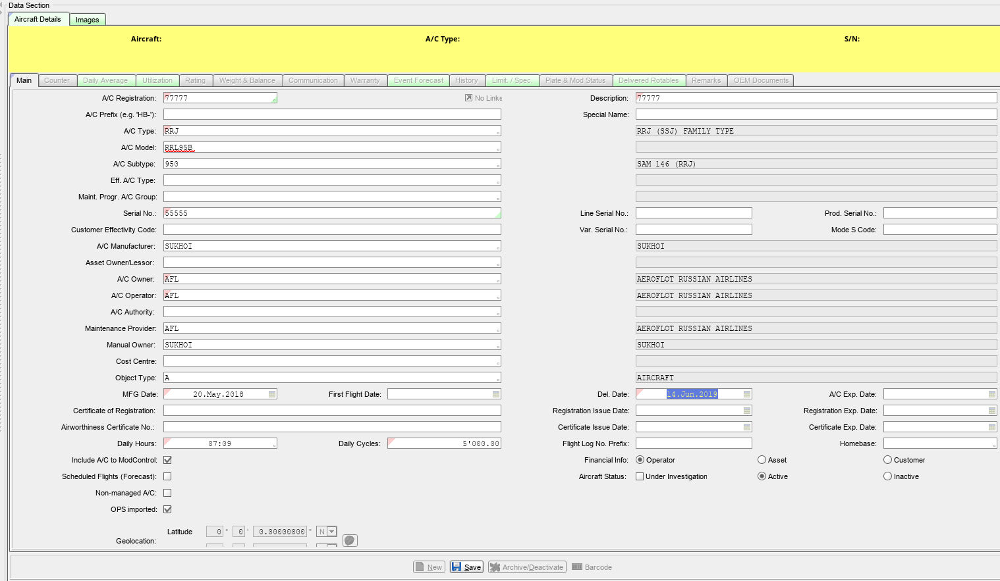 Data Section
Aircraft Details Images
Aircraft: A/C Type: S/N:
Main Counter Daily Average Utilization Rating Weight & Balance Communication Warranty Event Forecast History Limit. / Spec. Plate & Mod Status Delivered Rotables Remarks OEM Documents
A/C Registration: 77777 No Links Description: 77777
A/C Prefix (e.g. 'HB-'): Special Name:
A/C Type: RRJ RRJ (SSJ) FAMILY TYPE
A/C Model: RRL95B
A/C Subtype: 950 SAM 146 (RRJ)
Eff. A/C Type:
Maint. Progr. A/C Group:
Serial No.: 55555 Line Serial No.: Prod. Serial No.:
Customer Effectivity Code: Var. Serial No.: Mode S Code:
A/C Manufacturer: SUKHOI SUKHOI
Asset Owner/Lessor:
A/C Owner: AFL AEROFLOT RUSSIAN AIRLINES
A/C Operator: AFL AEROFLOT RUSSIAN AIRLINES
A/C Authority:
Maintenance Provider: AFL AEROFLOT RUSSIAN AIRLINES
Manual Owner: SUKHOI SUKHOI
Cost Centre:
Object Type: A AIRCRAFT
MFG Date: 20.May.2018 First Flight Date: Del. Date: 14.Jun.2019 A/C Exp. Date:
Certificate of Registration: Registration Issue Date: Registration Exp. Date:
Airworthiness Certificate No.: Certificate Issue Date: Certificate Exp. Date:
Daily Hours: 07:09 Daily Cycles: 5'000.00 Flight Log No. Prefix: Homebase:
Include A/C to ModControl: Financial Info: Operator Asset Customer
Scheduled Flights (Forecast): Aircraft Status: Under Investigation Active Inactive
Non-managed A/C:
OPS imported:
Latitude 0 ° 0 ' 0.00000000 " N
Geolocation:
New Save Archive/Deactivate Barcode